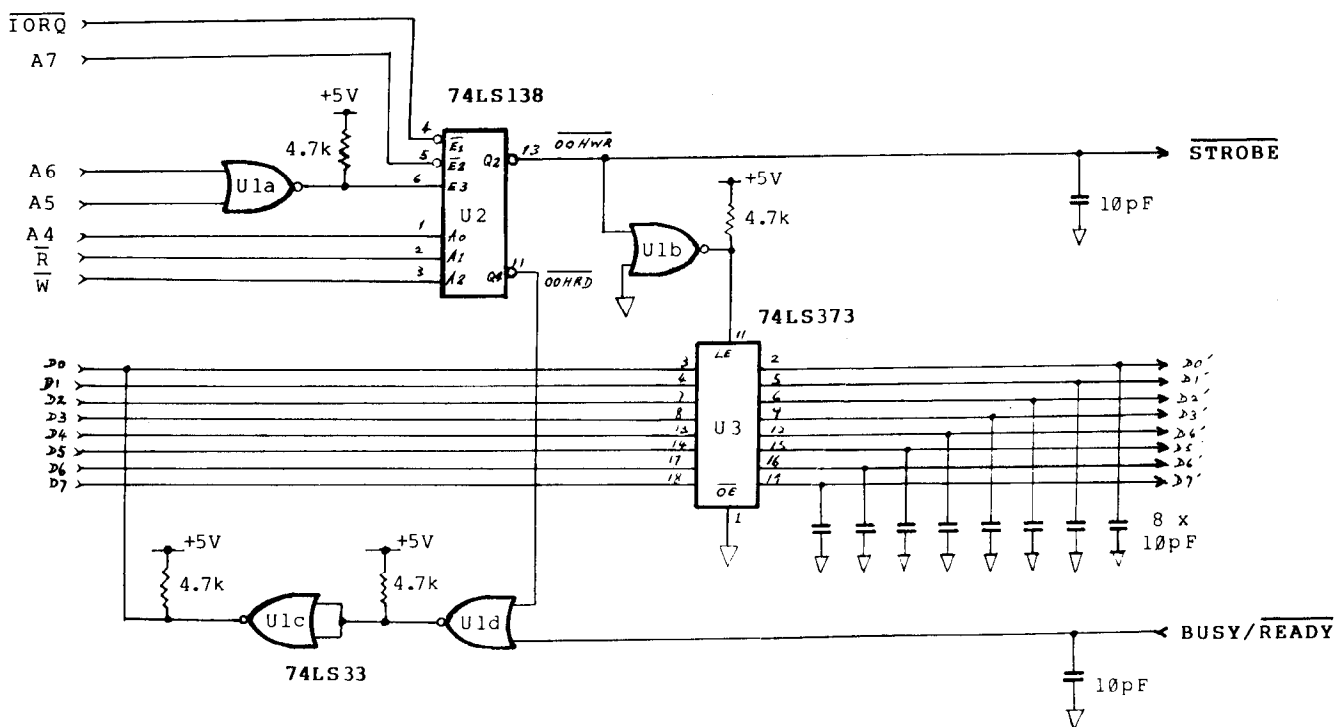 IORQ
A7
+5V
74LS138
4.7k
4
5
6
1
2
3
E1
E2
E3
U2
A0
A1
A2
Q2
Q4
13
11
00HWR
00HRD
STROBE
10pF
A6
A5
A4
R
W
U1a
+5V
4.7k
U1b
74LS373
11
LE
U3
OE
1
D0
D1
D2
D3
D4
D5
D6
D7
3
4
7
8
13
14
17
18
2
5
6
9
12
15
16
19
D0'
D1'
D2'
D3'
D4'
D5'
D6'
D7'
8 x
10pF
+5V
4.7k
+5V
4.7k
U1c
U1d
74LS33
BUSY/READY
10pF